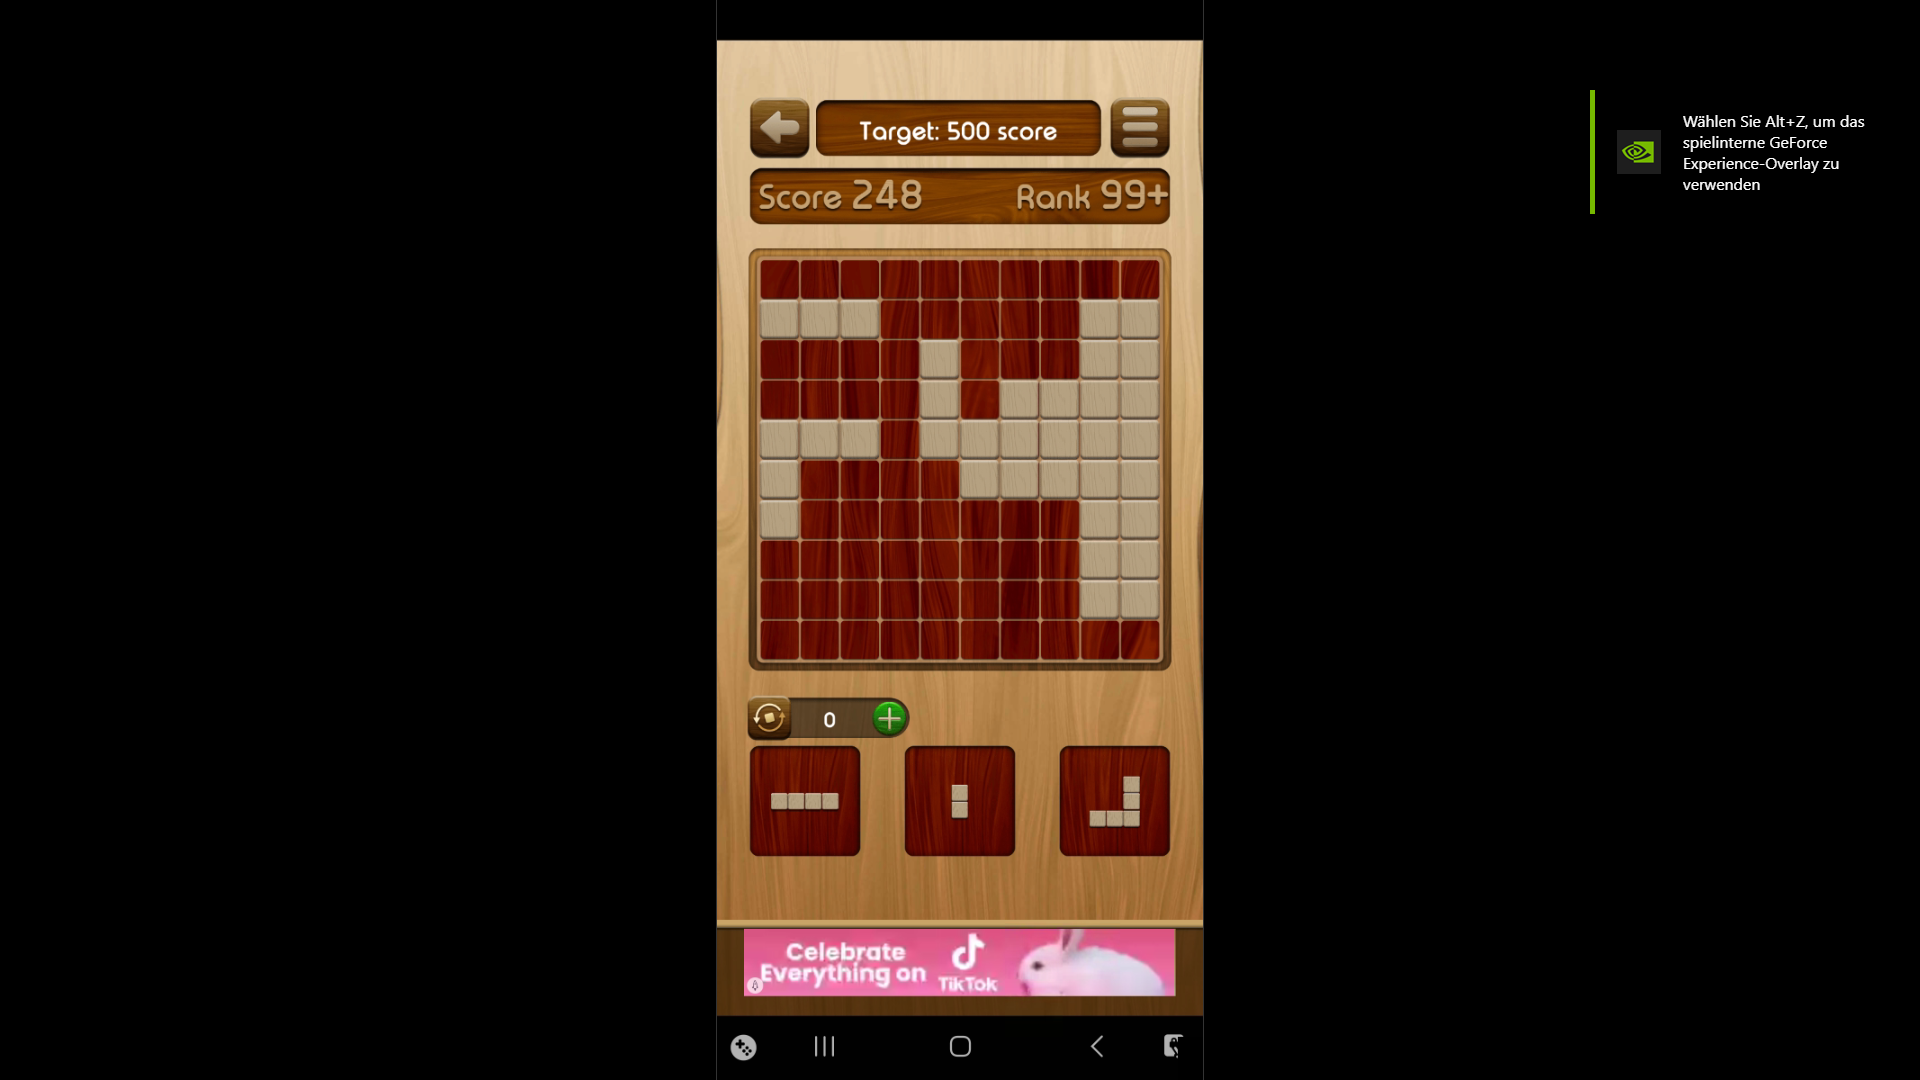 Target: 500 score
Score 248
Rank 99+
0
Celebrate
Everything on
TikTok
Wählen Sie Alt+Z, um das
spielinterne GeForce
Experience-Overlay zu
verwenden